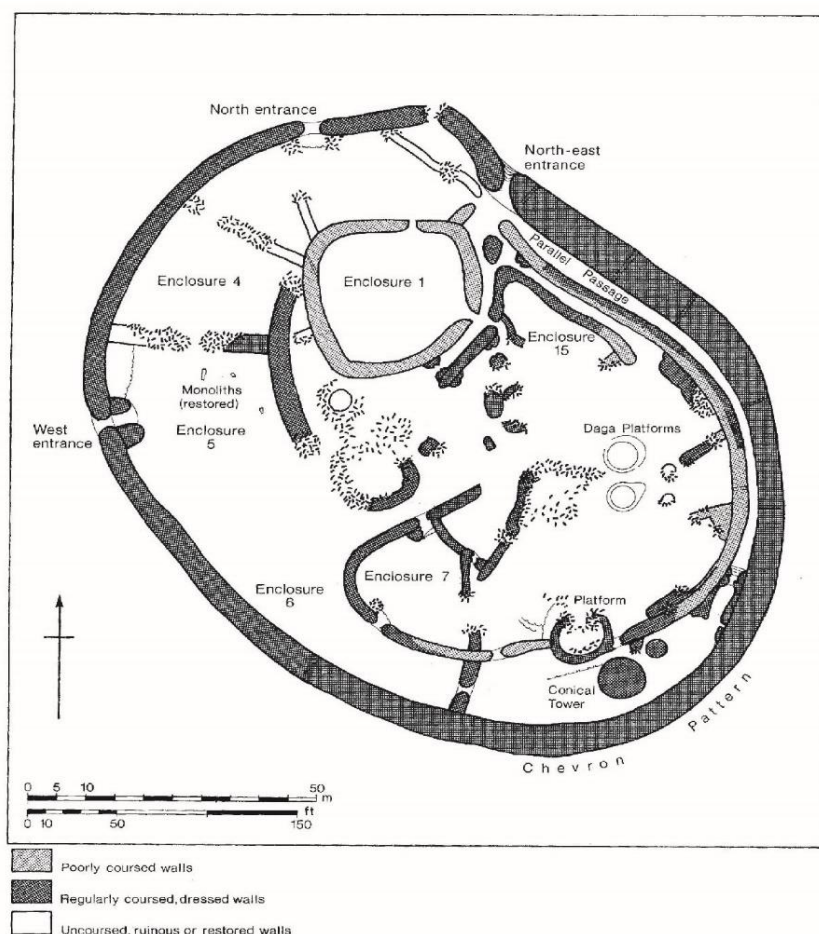 North entrance
North-east
entrance
Parallel Passage
Enclosure 4
Enclosure 1
Enclosure
15
Monoliths
(restored)
West
entrance
Enclosure
5
Daga Platforms
Enclosure 7
Enclosure
6
Platform
Conical
Tower
Chevron Pattern
0 5 10 50
m
ft
0 10 50 150
Poorly coursed walls
Regularly coursed, dressed walls
Uncoursed, ruinous or restored walls